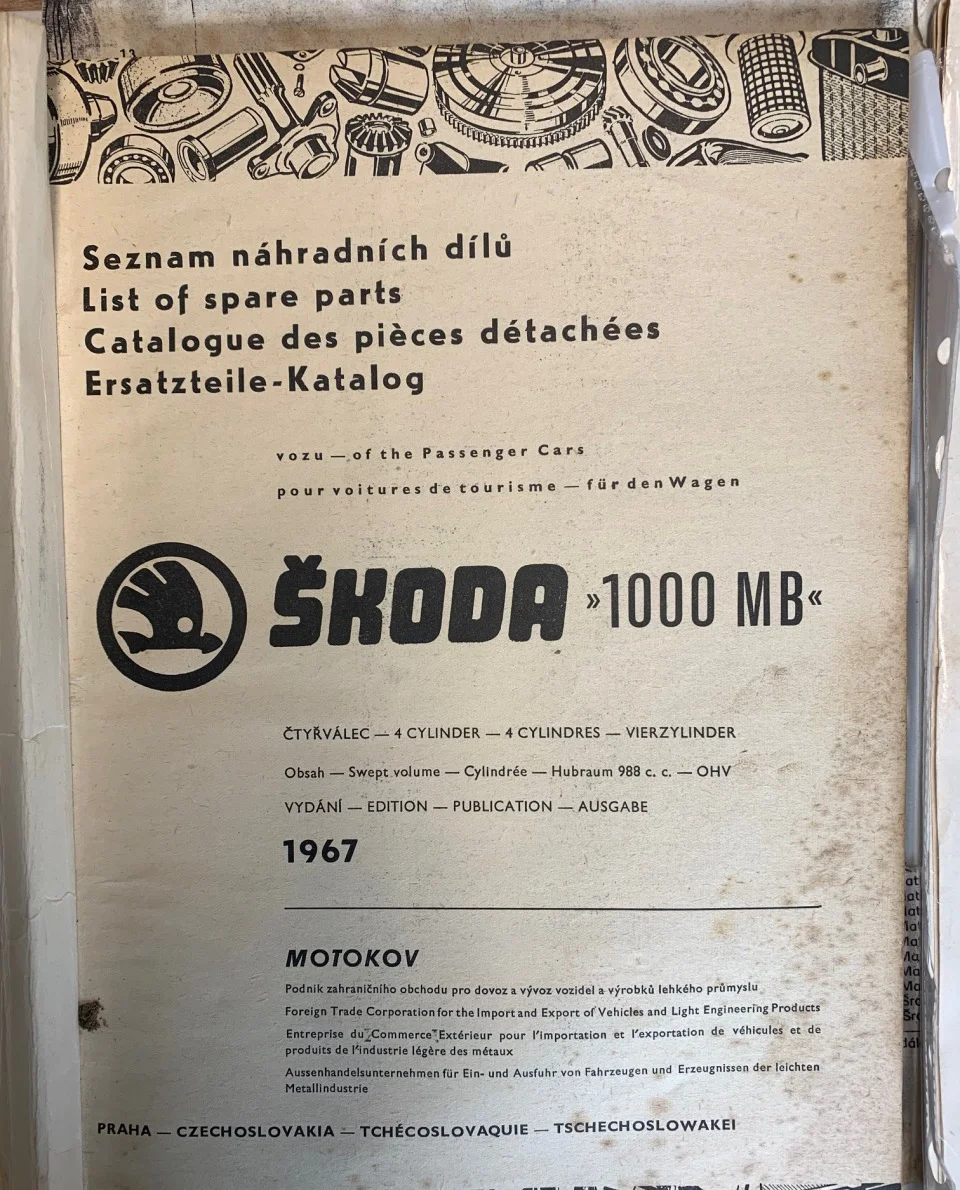 13
Seznam náhradních dílů
List of spare parts
Catalogue des pièces détachées
Ersatzteile-Katalog
vozu — of the Passenger Cars
pour voitures de tourisme — für den Wagen
ŠKODA »1000 MB«
ČTYŘVÁLEC — 4 CYLINDER — 4 CYLINDRES — VIERZYLINDER
Obsah — Swept volume — Cylindrée — Hubraum 988 c. c. — OHV
VYDÁNÍ — EDITION — PUBLICATION — AUSGABE
1967
MOTOKOV
Podnik zahraničního obchodu pro dovoz a vývoz vozidel a výrobků lehkého průmyslu
Foreign Trade Corporation for the Import and Export of Vehicles and Light Engineering Products
Entreprise du Commerce Extérieur pour l'importation et l'exportation de véhicules et de
produits de l'industrie légère des métaux
Aussenhandelsunternehmen für Ein- und Ausfuhr von Fahrzeugen und Erzeugnissen der leichten
Metallindustrie
PRAHA — CZECHOSLOVAKIA — TCHÉCOSLOVAQUIE — TSCHECHOSLOWAKEI